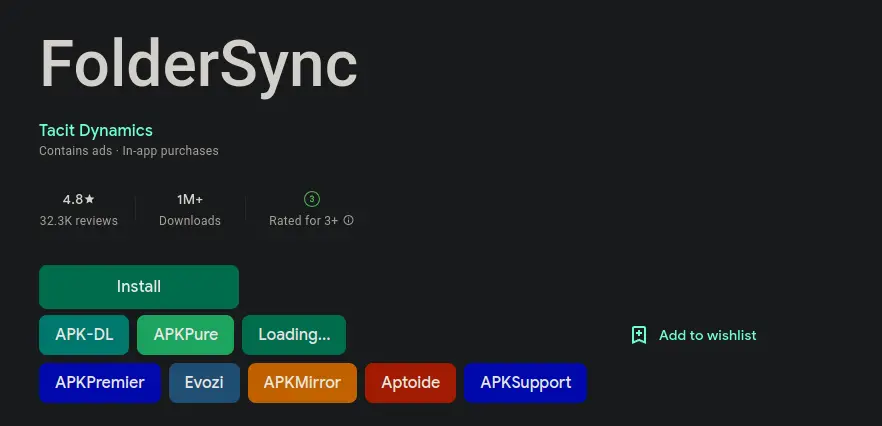 FolderSync
Tacit Dynamics
Contains ads · In-app purchases
4.8★ 1M+ 3
32.3K reviews Downloads Rated for 3+
Install
APK-DL APKPure Loading... Add to wishlist
APKPremier Evozi APKMirror Aptoide APKSupport